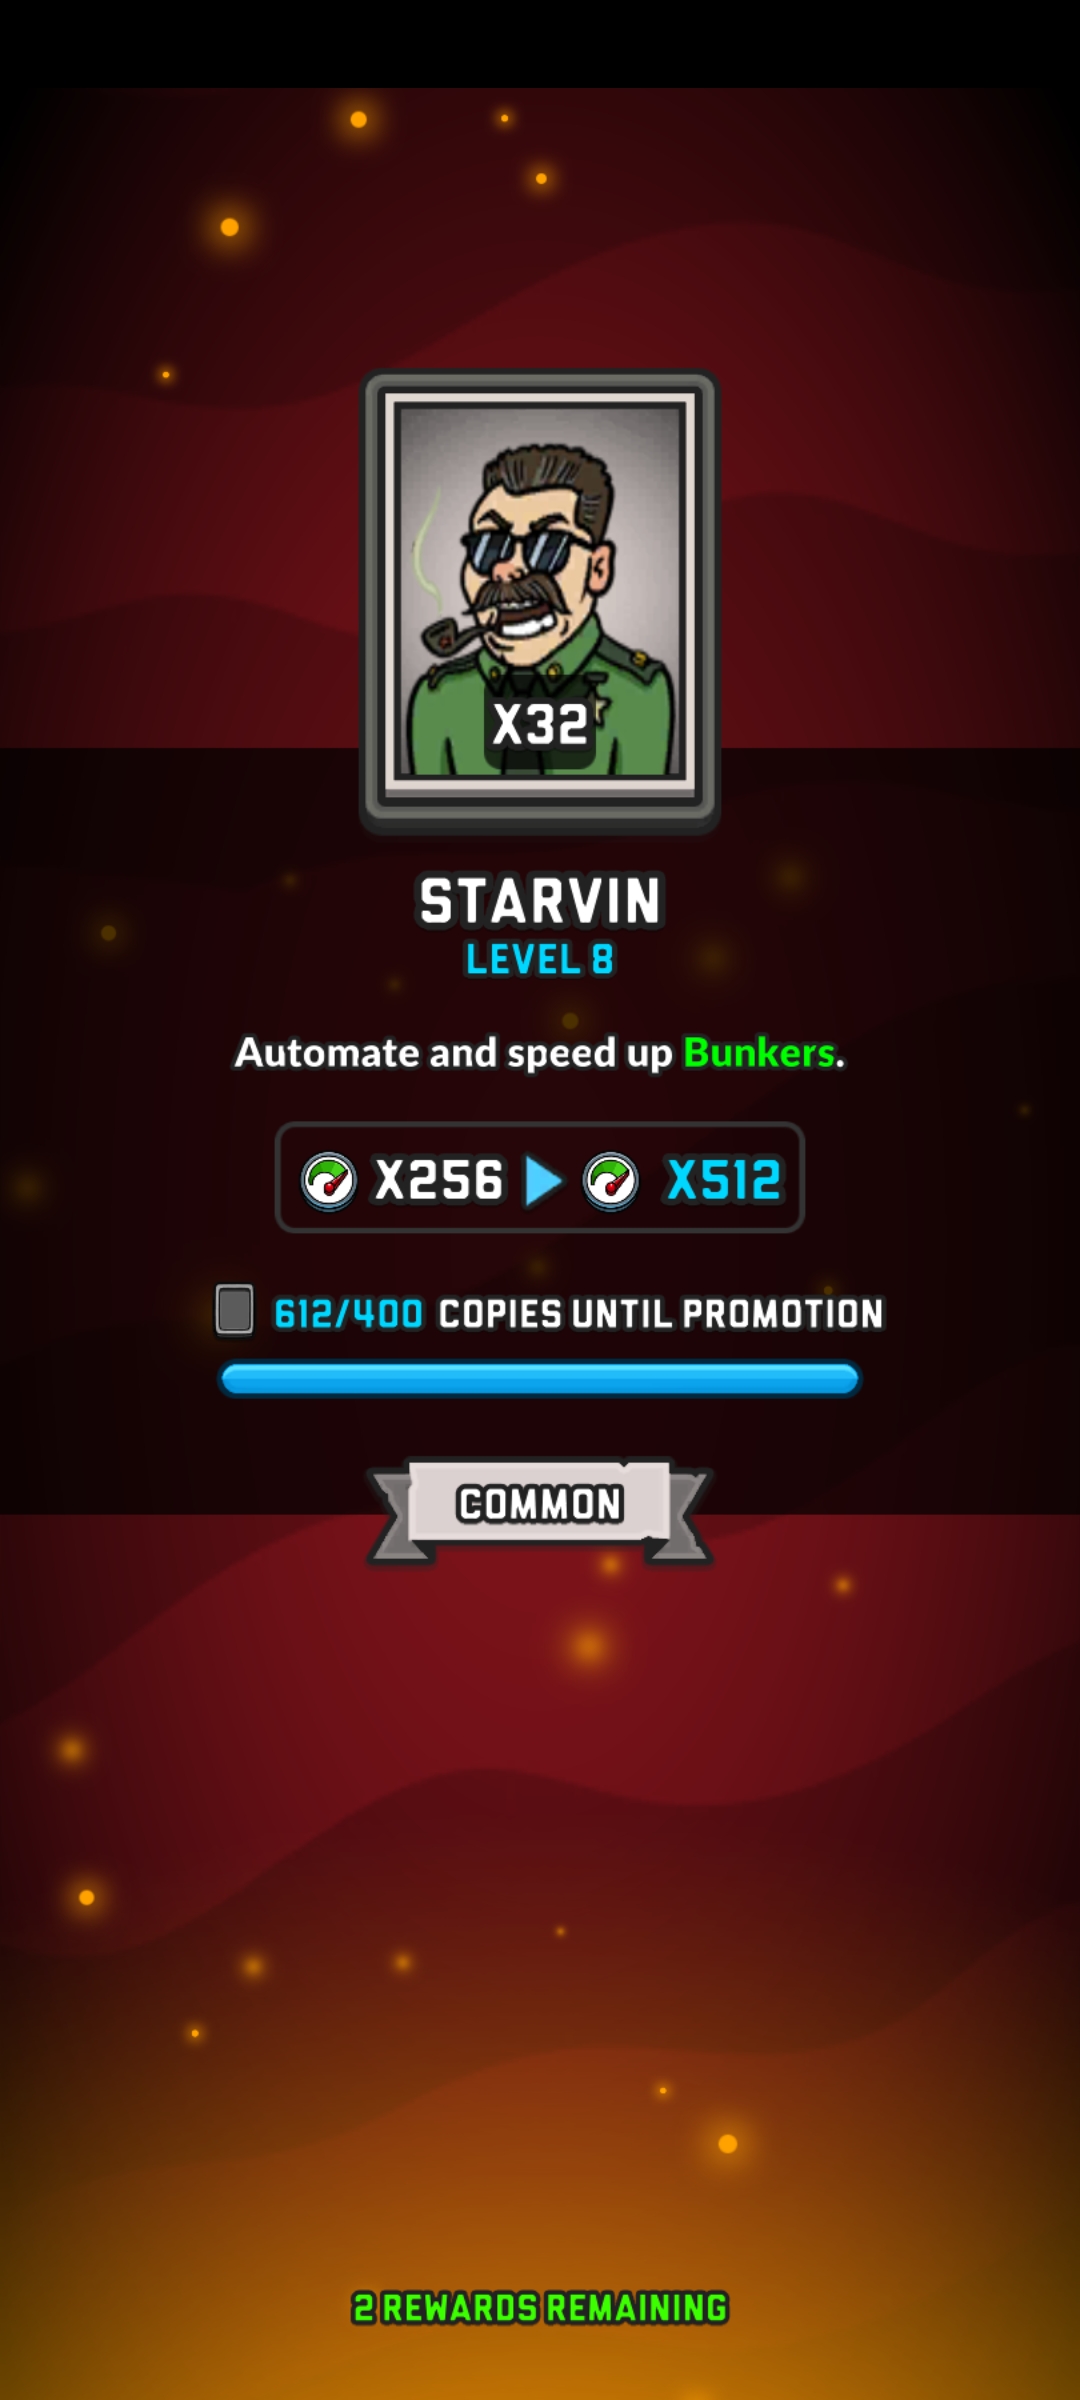 X32
STARVIN
LEVEL 8
Automate and speed up Bunkers.
X256 X512
612/400 COPIES UNTIL PROMOTION
COMMON
2 REWARDS REMAINING